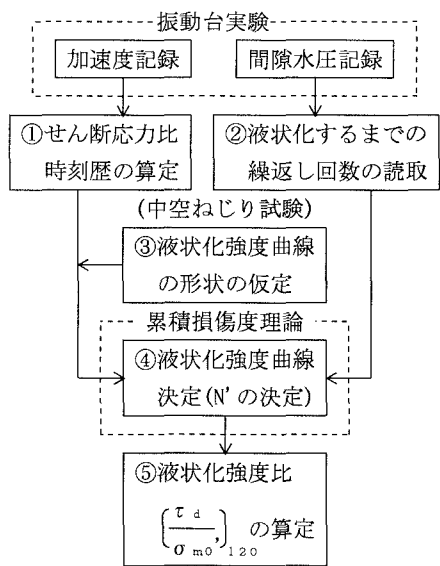 振動台実験
加速度記録
間隙水圧記録
①せん断応力比
時刻歴の算定
②液状化するまでの
繰返し回数の読取
(中空ねじり試験)
③液状化強度曲線
の形状の仮定
累積損傷度理論
④液状化強度曲線
決定(N'の決定)
⑤液状化強度比
(τd/σm0')120 の算定